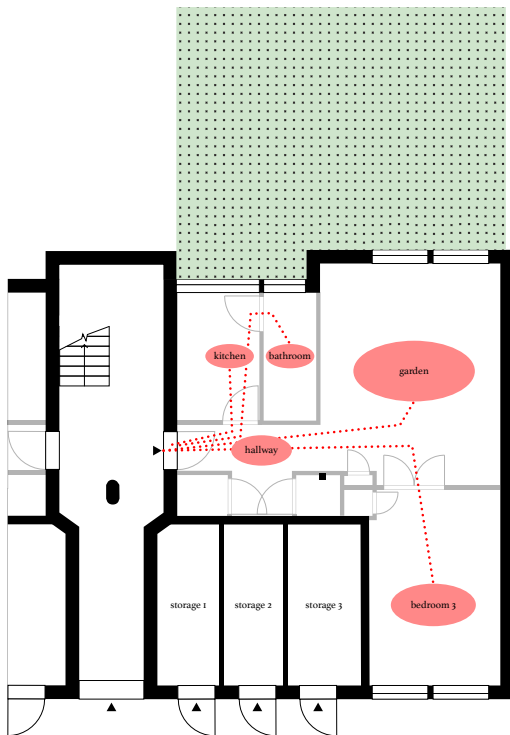 kitchen
bathroom
garden
hallway
storage 1
storage 2
storage 3
bedroom 3